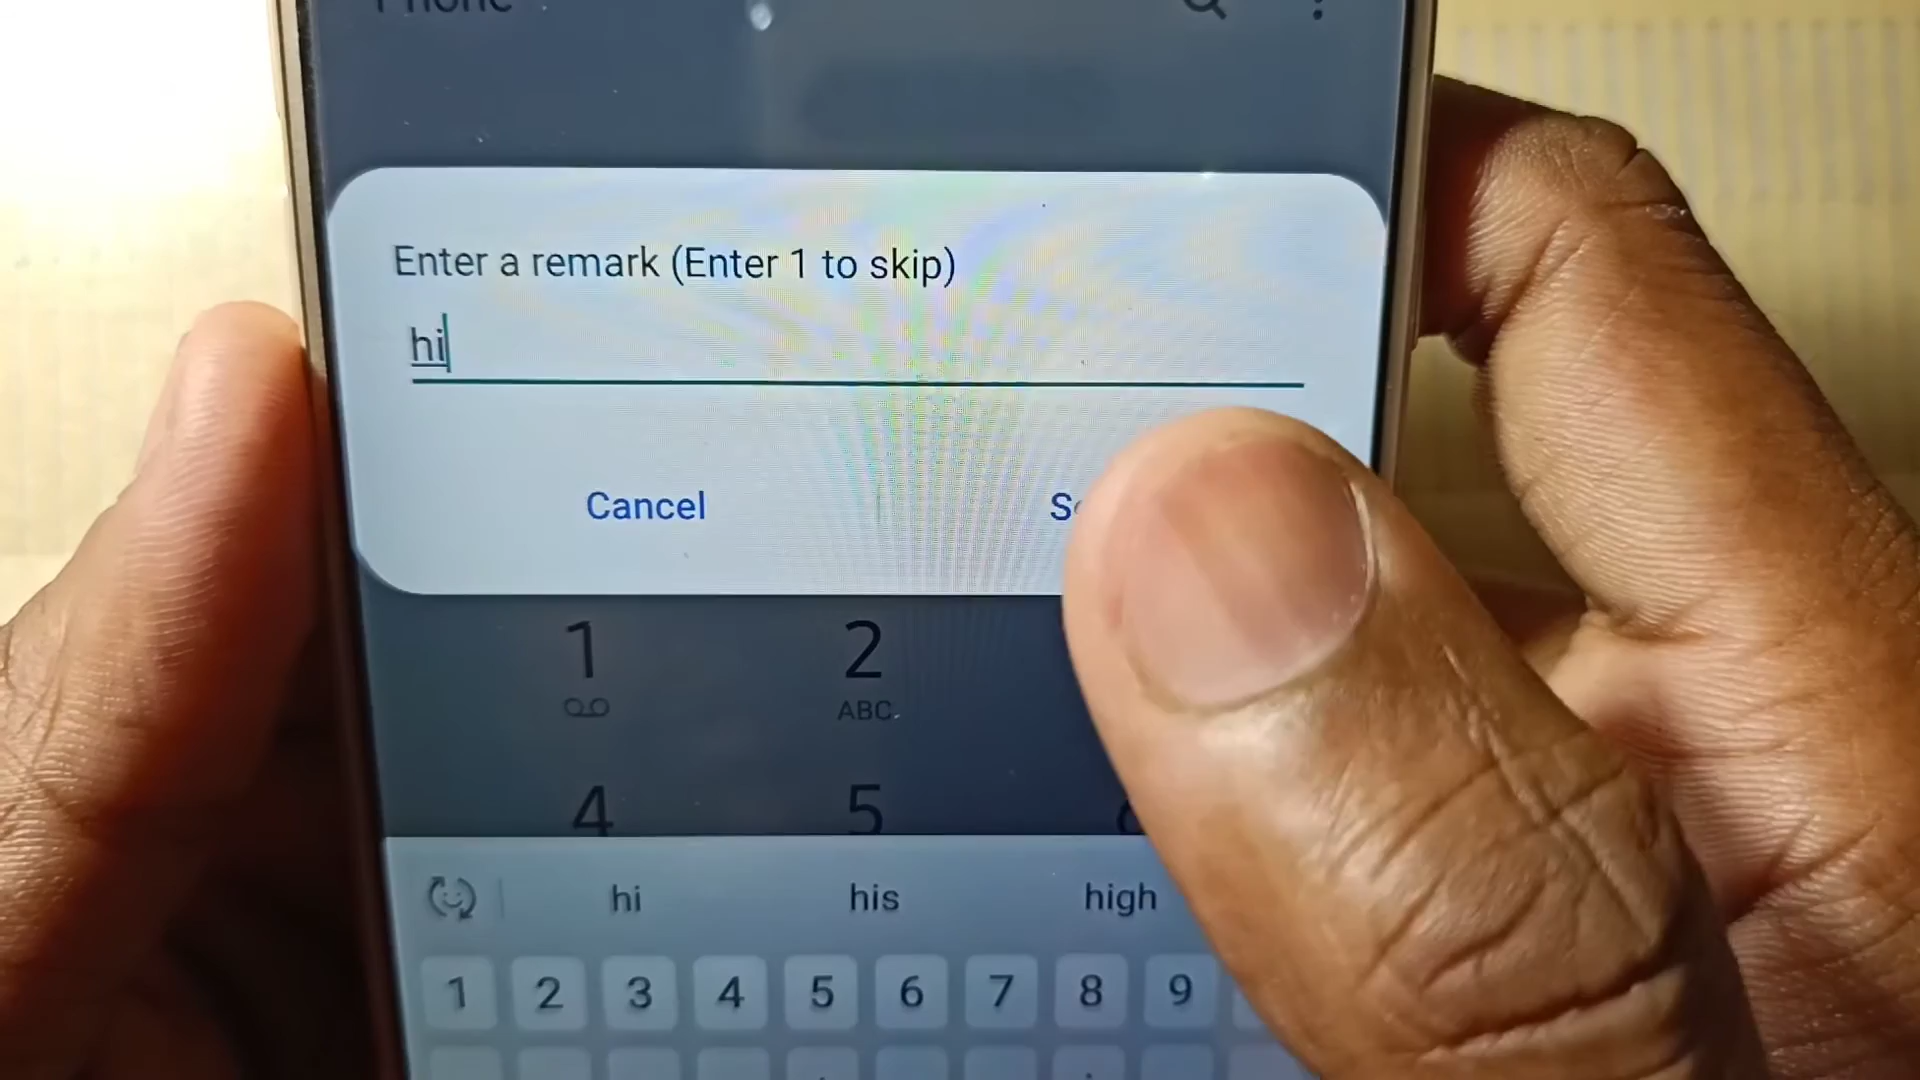 Phone
Enter a remark (Enter 1 to skip)
hi
Cancel
1 2
ABC
4 5
hi his high
1 2 3 4 5 6 7 8 9